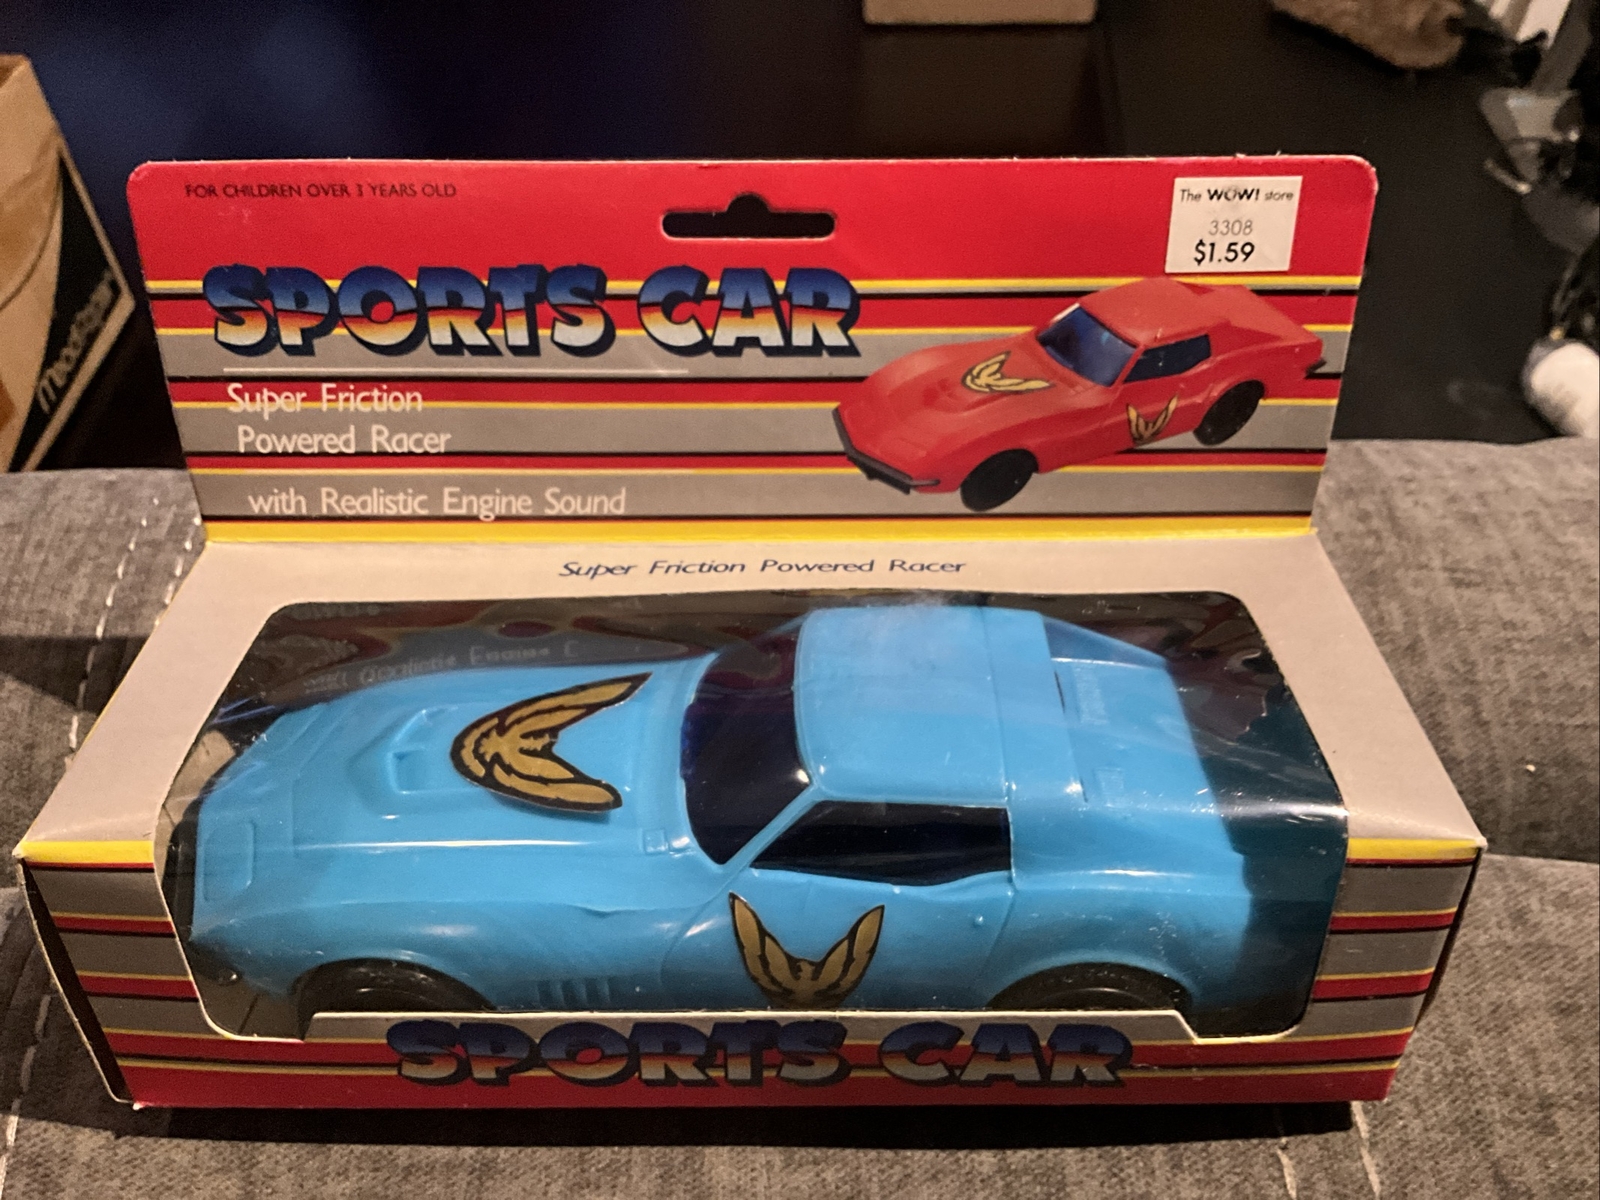 FOR CHILDREN OVER 3 YEARS OLD
The WOW! store
3308
$1.59
SPORTS CAR
Super Friction
Powered Racer
with Realistic Engine Sound
Super Friction Powered Racer
SPORTS CAR